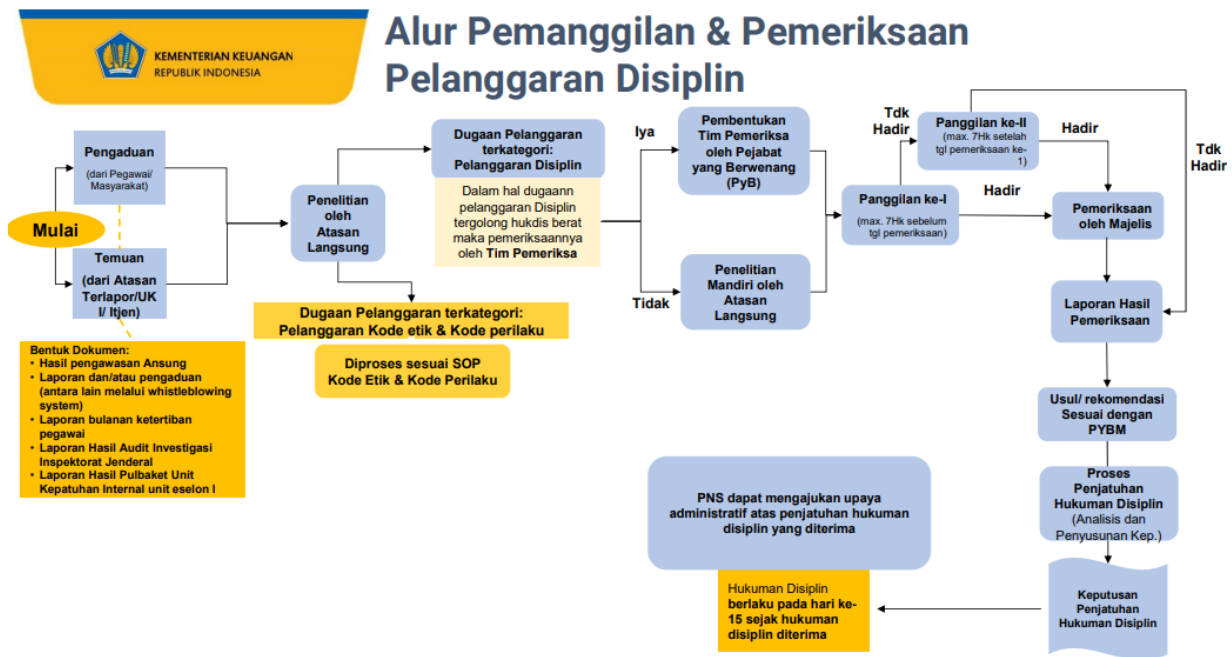 KEMENTERIAN KEUANGAN
REPUBLIK INDONESIA
Alur Pemanggilan & Pemeriksaan
Pelanggaran Disiplin
Mulai
Pengaduan
(dari Pegawai/
Masyarakat)
Temuan
(dari Atasan
Terlapor/UK
I/ Itjen)
Bentuk Dokumen:
• Hasil pengawasan Ansung
• Laporan dan/atau pengaduan
(antara lain melalui whistleblowing
system)
• Laporan bulanan ketertiban
pegawai
• Laporan Hasil Audit Investigasi
Inspektorat Jenderal
• Laporan Hasil Pulbaket Unit
Kepatuhan Internal unit eselon I
Penelitian
oleh
Atasan
Langsung
Dugaan Pelanggaran
terkategori:
Pelanggaran Disiplin
Dalam hal dugaann
pelanggaran Disiplin
tergolong hukdis berat
maka pemeriksaannya
oleh Tim Pemeriksa
Dugaan Pelanggaran terkategori:
Pelanggaran Kode etik & Kode perilaku
Diproses sesuai SOP
Kode Etik & Kode Perilaku
Iya
Tidak
Pembentukan
Tim Pemeriksa
oleh Pejabat
yang Berwenang
(PyB)
Penelitian
Mandiri oleh
Atasan
Langsung
Panggilan ke-I
(max. 7Hk sebelum
tgl pemeriksaan)
Tdk
Hadir
Panggilan ke-II
(max. 7Hk setelah
tgl pemeriksaan ke-
1)
Hadir
Hadir
Tdk
Hadir
Pemeriksaan
oleh Majelis
Laporan Hasil
Pemeriksaan
Usul/ rekomendasi
Sesuai dengan
PYBM
Proses
Penjatuhan
Hukuman Disiplin
(Analisis dan
Penyusunan Kep.)
Keputusan
Penjatuhan
Hukuman Disiplin
PNS dapat mengajukan upaya
administratif atas penjatuhan hukuman
disiplin yang diterima
Hukuman Disiplin
berlaku pada hari ke-
15 sejak hukuman
disiplin diterima